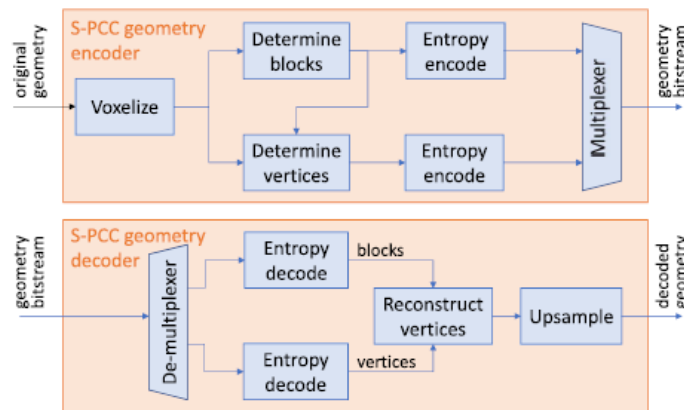 S-PCC geometry
encoder
original
geometry
Voxelize
Determine
blocks
Entropy
encode
Determine
vertices
Entropy
encode
Multiplexer
geometry
bitstream
S-PCC geometry
decoder
geometry
bitstream
De-multiplexer
Entropy
decode
blocks
Entropy
decode
vertices
Reconstruct
vertices
Upsample
decoded
geometry